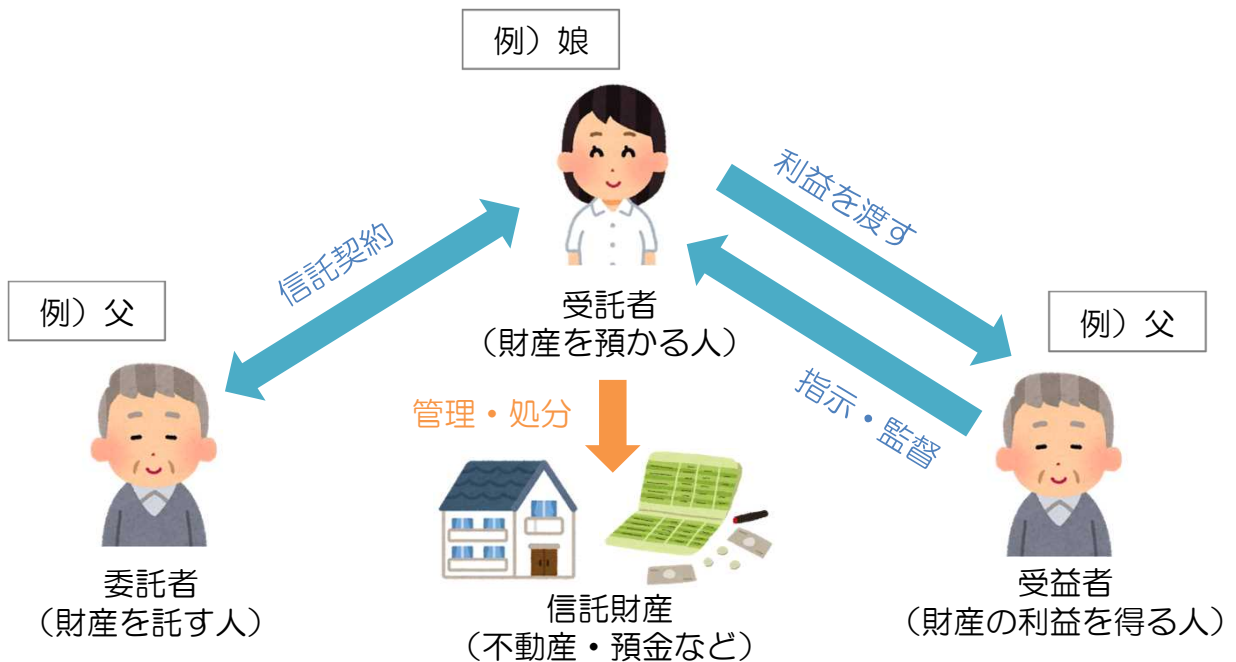 例）娘
利益を渡す
信託契約
受託者
（財産を預かる人）
例）父
例）父
指示・監督
管理・処分
委託者
（財産を託す人）
信託財産
（不動産・預金など）
受益者
（財産の利益を得る人）